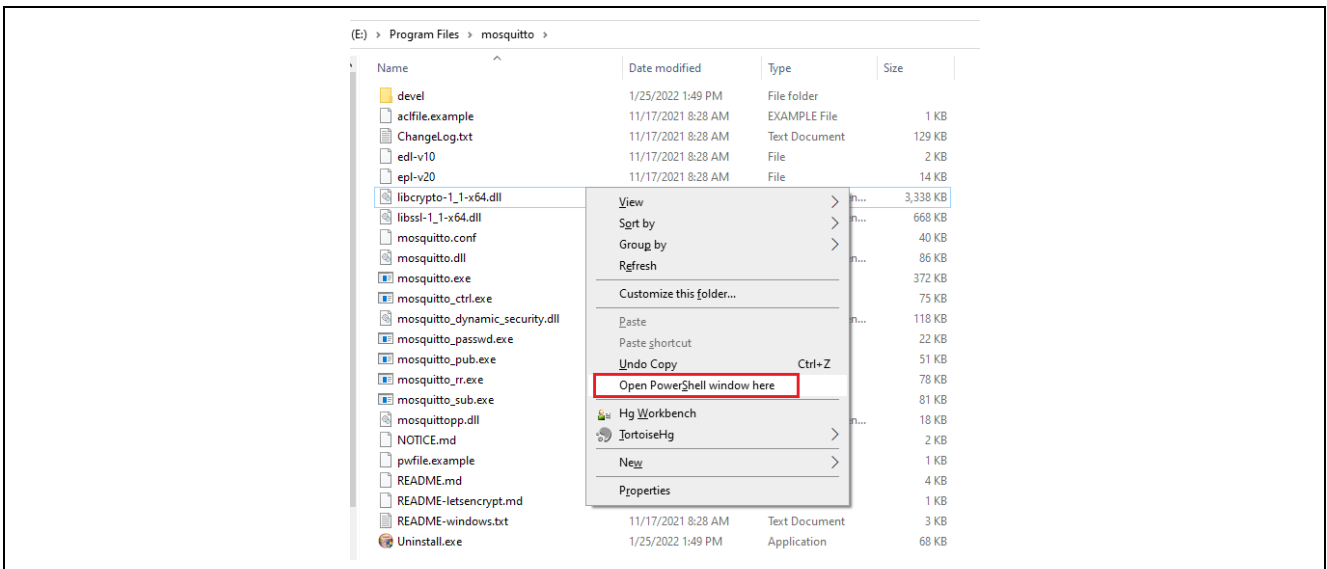 (E:) > Program Files > mosquitto >
Name Date modified Type Size
devel 1/25/2022 1:49 PM File folder
aclfile.example 11/17/2021 8:28 AM EXAMPLE File 1 KB
ChangeLog.txt 11/17/2021 8:28 AM Text Document 129 KB
edl-v10 11/17/2021 8:28 AM File 2 KB
epl-v20 11/17/2021 8:28 AM File 14 KB
libcrypto-1_1-x64.dll n... 3,338 KB
libssl-1_1-x64.dll n... 668 KB
mosquitto.conf 40 KB
mosquitto.dll n... 86 KB
mosquitto.exe 372 KB
mosquitto_ctrl.exe 75 KB
mosquitto_dynamic_security.dll n... 118 KB
mosquitto_passwd.exe 22 KB
mosquitto_pub.exe 51 KB
mosquitto_rr.exe 78 KB
mosquitto_sub.exe 81 KB
mosquittopp.dll n... 18 KB
NOTICE.md 2 KB
pwfile.example 1 KB
README.md 4 KB
README-letsencrypt.md 1 KB
README-windows.txt 11/17/2021 8:28 AM Text Document 3 KB
Uninstall.exe 1/25/2022 1:49 PM Application 68 KB
View >
Sort by >
Group by >
Refresh
Customize this folder...
Paste
Paste shortcut
Undo Copy Ctrl+Z
Open PowerShell window here
Hg Workbench
TortoiseHg >
New >
Properties